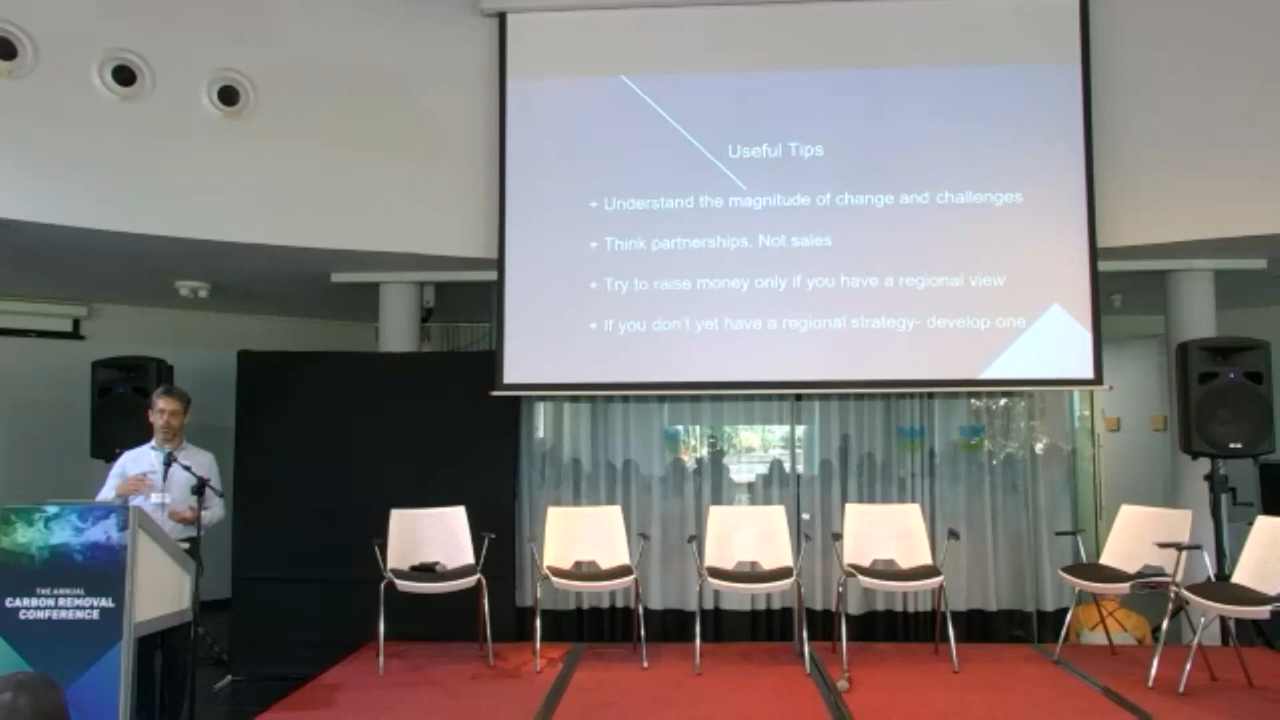 Useful Tips
+ Understand the magnitude of change and challenges
+ Think partnerships. Not sales
+ Try to raise money only if you have a regional view
+ If you don't yet have a regional strategy- develop one
THE ANNUAL
CARBON REMOVAL
CONFERENCE